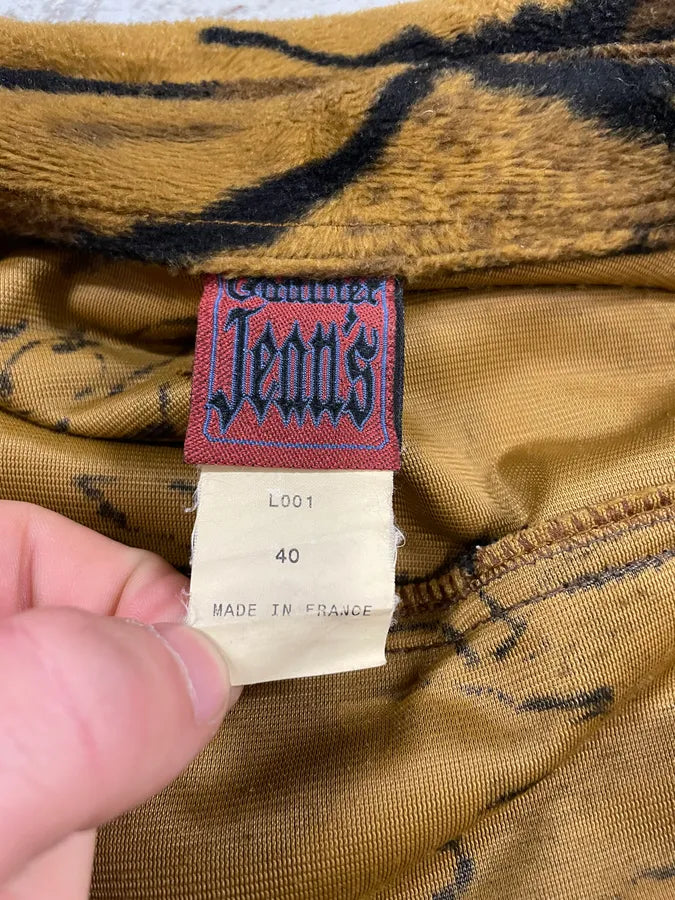 Gaultier
Jean's
L001
40
MADE IN FRANCE